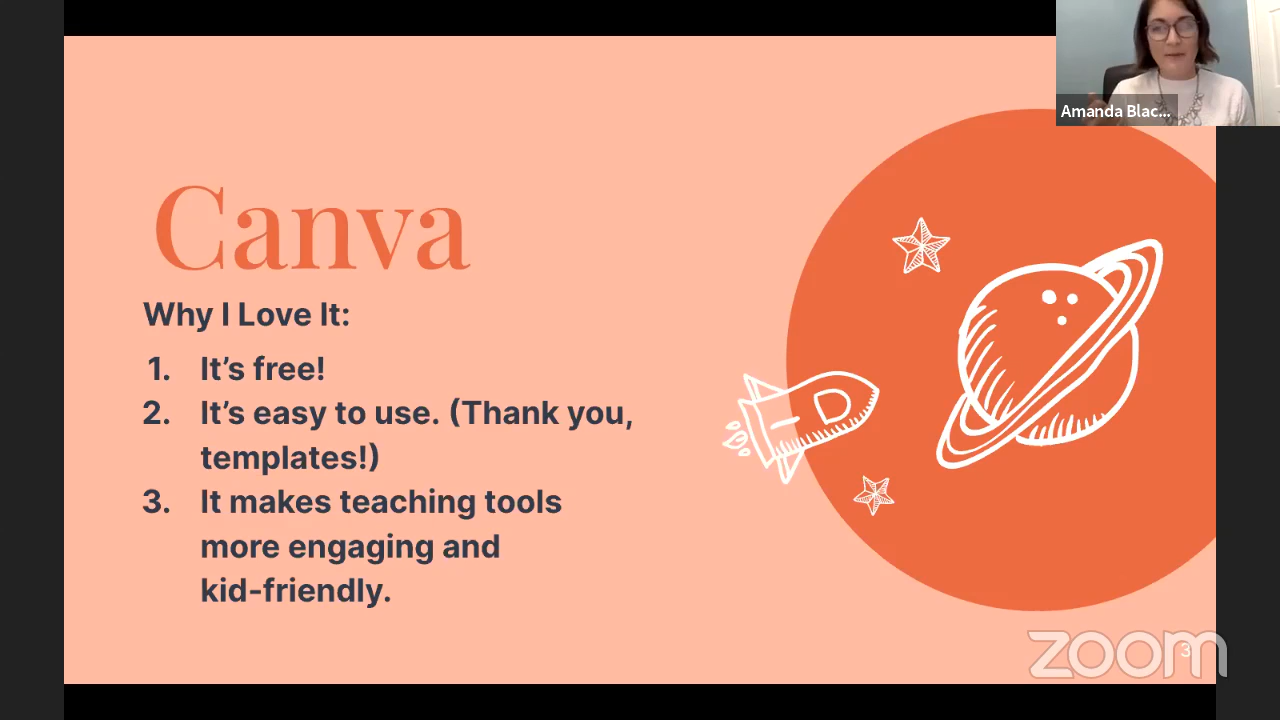 Amanda Blac...
Canva
Why I Love It:
1. It’s free!
2. It’s easy to use. (Thank you,
templates!)
3. It makes teaching tools
more engaging and
kid-friendly.
zoom
3